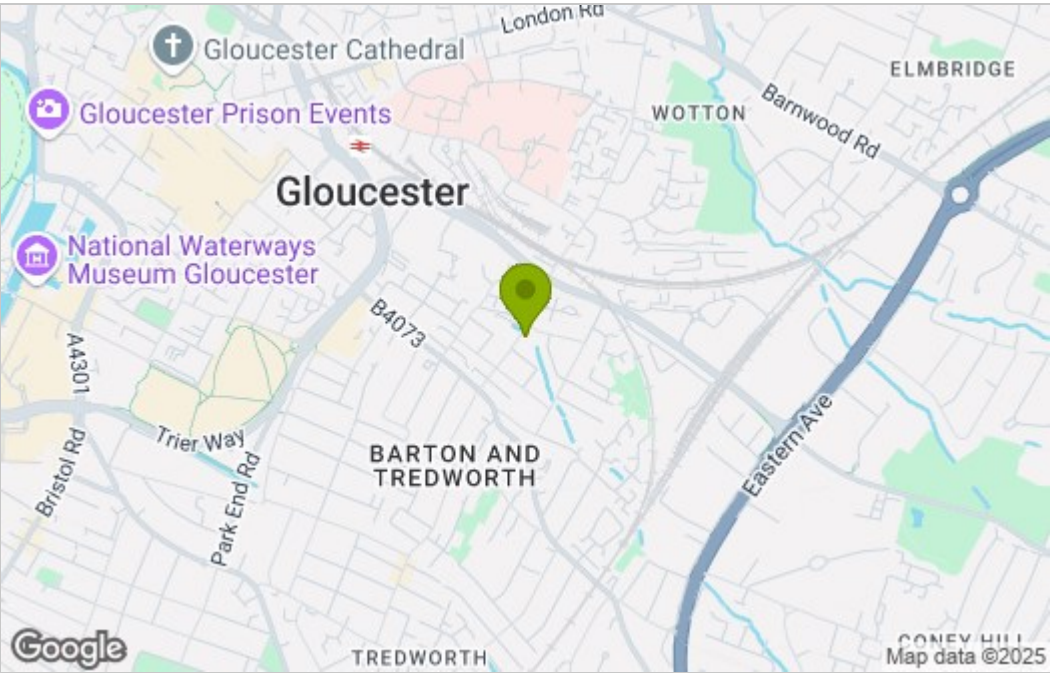 London Rd
Gloucester Cathedral
ELMBRIDGE
Gloucester Prison Events
WOTTON
Barnwood Rd
Gloucester
National Waterways
Museum Gloucester
B4073
A4301
Trier Way
BARTON AND
TREDWORTH
Eastern Ave
Bristol Rd
Park End Rd
CONEY HILL
Google
TREDWORTH
Map data ©2025